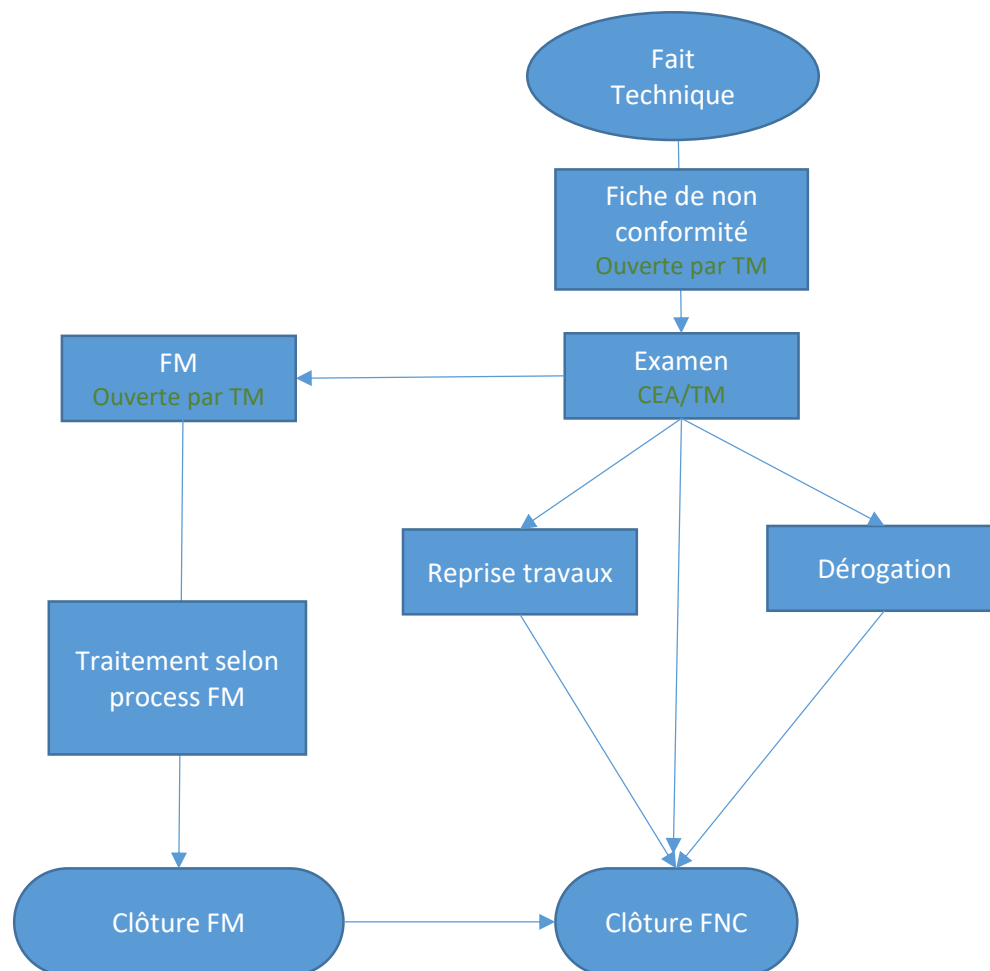 Fait
Technique
Fiche de non
conformité
Ouverte par TM
FM
Ouverte par TM
Examen
CEA/TM
Reprise travaux
Dérogation
Traitement selon
process FM
Clôture FM
Clôture FNC